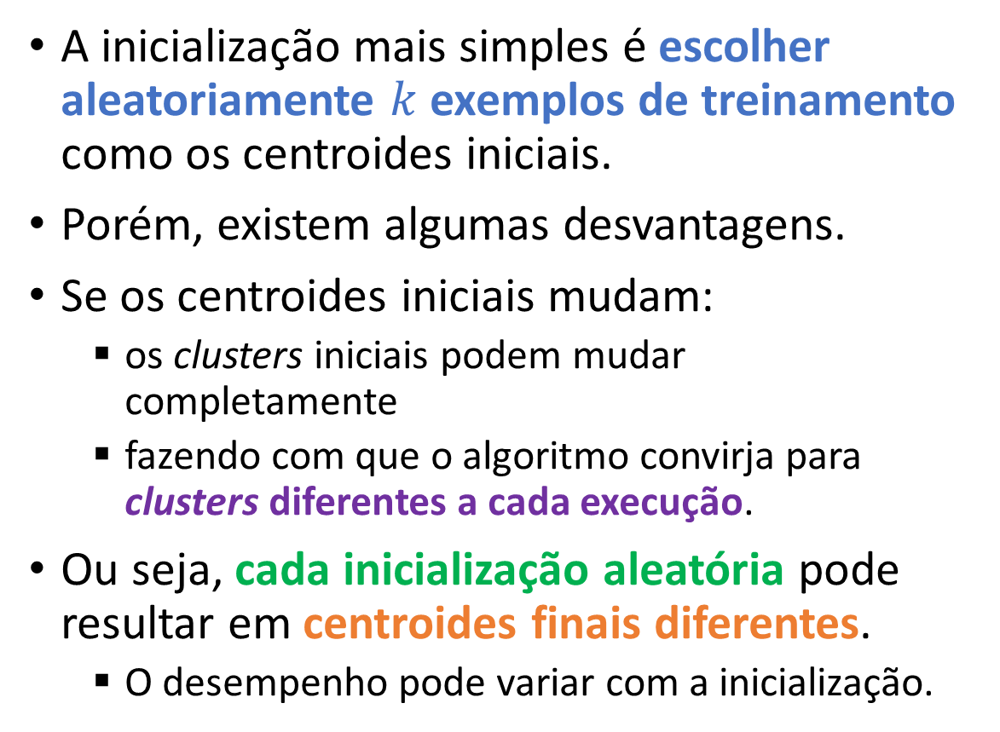 • A inicialização mais simples é escolher
aleatoriamente k exemplos de treinamento
como os centroides iniciais.
• Porém, existem algumas desvantagens.
• Se os centroides iniciais mudam:
▪ os clusters iniciais podem mudar
completamente
▪ fazendo com que o algoritmo convirja para
clusters diferentes a cada execução.
• Ou seja, cada inicialização aleatória pode
resultar em centroides finais diferentes.
▪ O desempenho pode variar com a inicialização.